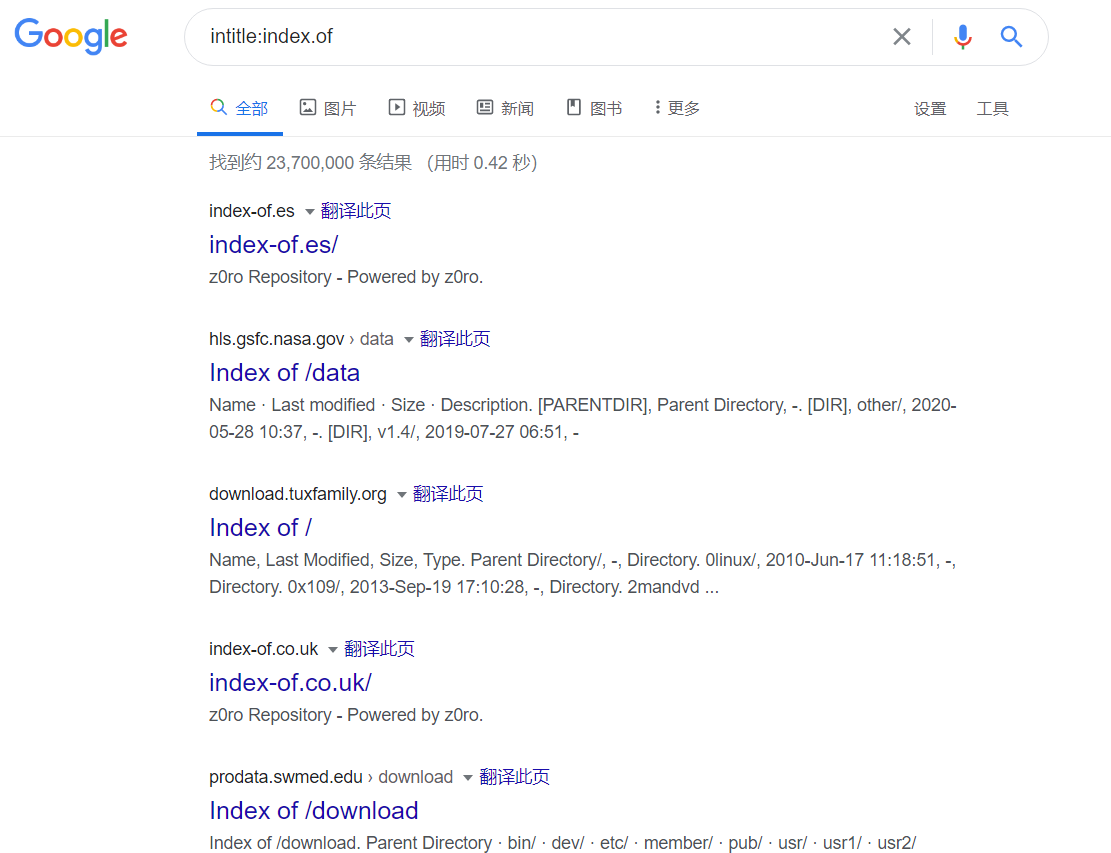 Google
intitle:index.of
全部 图片 视频 新闻 图书 更多 设置 工具
找到约 23,700,000 条结果 （用时 0.42 秒）
index-of.es 翻译此页
index-of.es/
z0ro Repository - Powered by z0ro.
hls.gsfc.nasa.gov › data 翻译此页
Index of /data
Name · Last modified · Size · Description. [PARENTDIR], Parent Directory, -. [DIR], other/, 2020-
05-28 10:37, -. [DIR], v1.4/, 2019-07-27 06:51, -
download.tuxfamily.org 翻译此页
Index of /
Name, Last Modified, Size, Type. Parent Directory/, -, Directory. 0linux/, 2010-Jun-17 11:18:51, -,
Directory. 0x109/, 2013-Sep-19 17:10:28, -, Directory. 2mandvd ...
index-of.co.uk 翻译此页
index-of.co.uk/
z0ro Repository - Powered by z0ro.
prodata.swmed.edu › download 翻译此页
Index of /download
Index of /download. Parent Directory · bin/ · dev/ · etc/ · member/ · pub/ · usr/ · usr1/ · usr2/